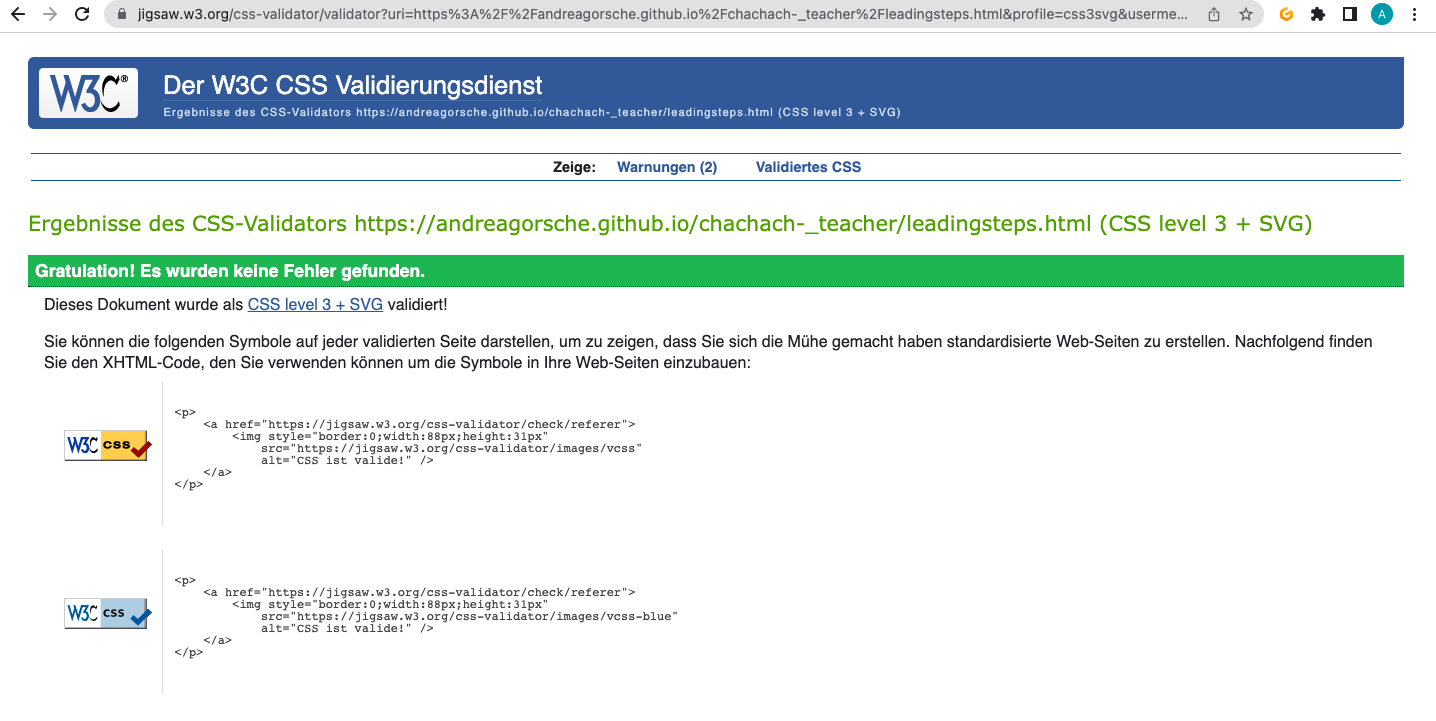 jigsaw.w3.org/css-validator/validator?uri=https%3A%2F%2Fandreagorsche.github.io%2Fchachach-_teacher%2Fleadingsteps.html&profile=css3svg&userme...
A
W3C®
Der W3C CSS Validierungsdienst
Ergebnisse des CSS-Validators https://andreagorsche.github.io/chachach-_teacher/leadingsteps.html (CSS level 3 + SVG)
Zeige: Warnungen (2) Validiertes CSS
Ergebnisse des CSS-Validators https://andreagorsche.github.io/chachach-_teacher/leadingsteps.html (CSS level 3 + SVG)
Gratulation! Es wurden keine Fehler gefunden.
Dieses Dokument wurde als CSS level 3 + SVG validiert!
Sie können die folgenden Symbole auf jeder validierten Seite darstellen, um zu zeigen, dass Sie sich die Mühe gemacht haben standardisierte Web-Seiten zu erstellen. Nachfolgend finden
Sie den XHTML-Code, den Sie verwenden können um die Symbole in Ihre Web-Seiten einzubauen:
W3C CSS
<p>
    <a href="https://jigsaw.w3.org/css-validator/check/referer">
        <img style="border:0;width:88px;height:31px"
            src="https://jigsaw.w3.org/css-validator/images/vcss"
            alt="CSS ist valide!" />
    </a>
</p>
W3C CSS
<p>
    <a href="https://jigsaw.w3.org/css-validator/check/referer">
        <img style="border:0;width:88px;height:31px"
            src="https://jigsaw.w3.org/css-validator/images/vcss-blue"
            alt="CSS ist valide!" />
    </a>
</p>